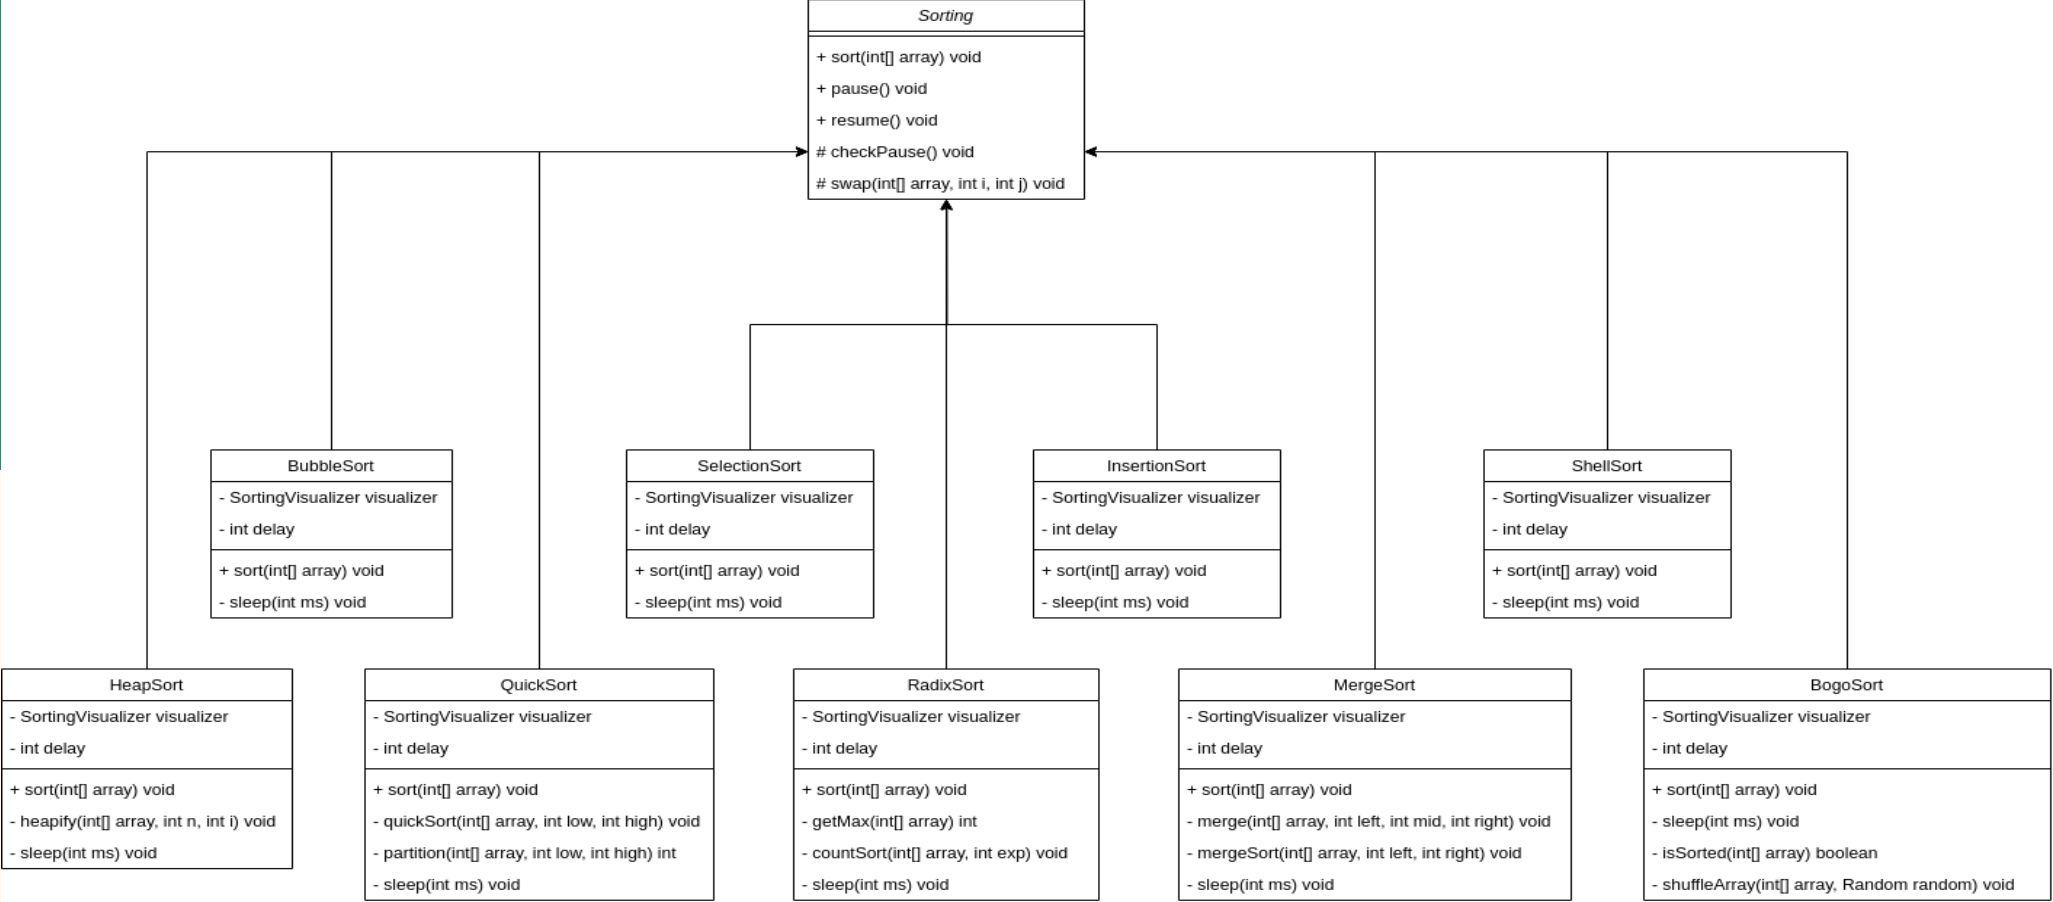 Sorting
+ sort(int[] array) void
+ pause() void
+ resume() void
# checkPause() void
# swap(int[] array, int i, int j) void
BubbleSort
- SortingVisualizer visualizer
- int delay
+ sort(int[] array) void
- sleep(int ms) void
SelectionSort
- SortingVisualizer visualizer
- int delay
+ sort(int[] array) void
- sleep(int ms) void
InsertionSort
- SortingVisualizer visualizer
- int delay
+ sort(int[] array) void
- sleep(int ms) void
ShellSort
- SortingVisualizer visualizer
- int delay
+ sort(int[] array) void
- sleep(int ms) void
HeapSort
- SortingVisualizer visualizer
- int delay
+ sort(int[] array) void
- heapify(int[] array, int n, int i) void
- sleep(int ms) void
QuickSort
- SortingVisualizer visualizer
- int delay
+ sort(int[] array) void
- quickSort(int[] array, int low, int high) void
- partition(int[] array, int low, int high) int
- sleep(int ms) void
RadixSort
- SortingVisualizer visualizer
- int delay
+ sort(int[] array) void
- getMax(int[] array) int
- countSort(int[] array, int exp) void
- sleep(int ms) void
MergeSort
- SortingVisualizer visualizer
- int delay
+ sort(int[] array) void
- merge(int[] array, int left, int mid, int right) void
- mergeSort(int[] array, int left, int right) void
- sleep(int ms) void
BogoSort
- SortingVisualizer visualizer
- int delay
+ sort(int[] array) void
- sleep(int ms) void
- isSorted(int[] array) boolean
- shuffleArray(int[] array, Random random) void